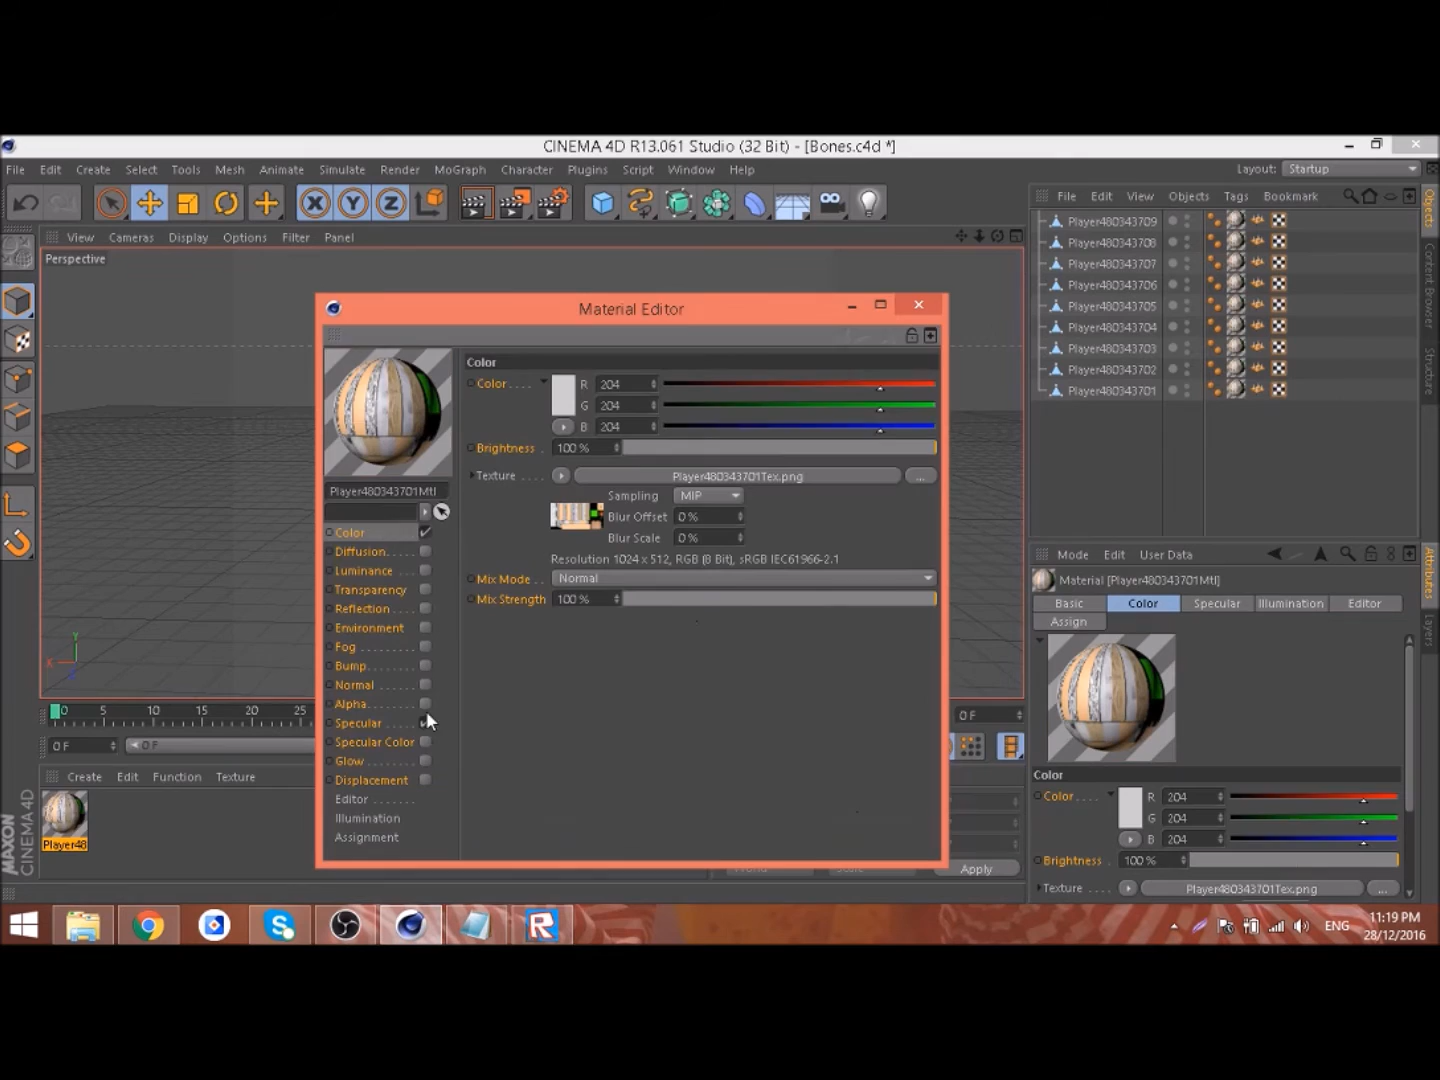 CINEMA 4D R13.061 Studio (32 Bit) - [Bones.c4d *]
File Edit Create Select Tools Mesh Simulate Animate Simulate Render MoGraph Character Plugins Script Window Help
Layout: Startup
X Y Z
File Edit View Objects Tags Bookmark
View Cameras Display Options Filter Panel
Perspective
Player480343709
Player480343708
Player480343707
Player480343706
Player480343705
Player480343704
Player480343703
Player480343702
Player480343701
Objects
Content Browser
Structure
Material Editor
Color
Color.... R 204
G 204
B 204
Brightness . 100 %
Texture .... Player480343701Tex.png ...
Sampling MIP
Blur Offset 0 %
Blur Scale 0 %
Resolution 1024 x 512, RGB (8 Bit), sRGB IEC61966-2.1
Mix Mode .. Normal
Mix Strength 100 %
Player480343701Mtl
Color
Diffusion.....
Luminance ....
Transparency
Reflection ....
Environment
Fog ........
Bump.......
Normal ......
Alpha.......
Specular ....
Specular Color
Glow .......
Displacement
Editor .......
Illumination
Assignment
Y
X
Z
0 5 10 15 20 25
0 F
0 F
0 F
Create Edit Function Texture
Player48
MAXON
CINEMA 4D
Apply
Mode Edit User Data
Material [Player480343701Mtl]
Basic Color Specular Illumination Editor
Assign
Attributes
Layers
Color
Color.... R 204
G 204
B 204
Brightness . 100 %
Texture .... Player480343701Tex.png ...
ENG
11:19 PM
28/12/2016